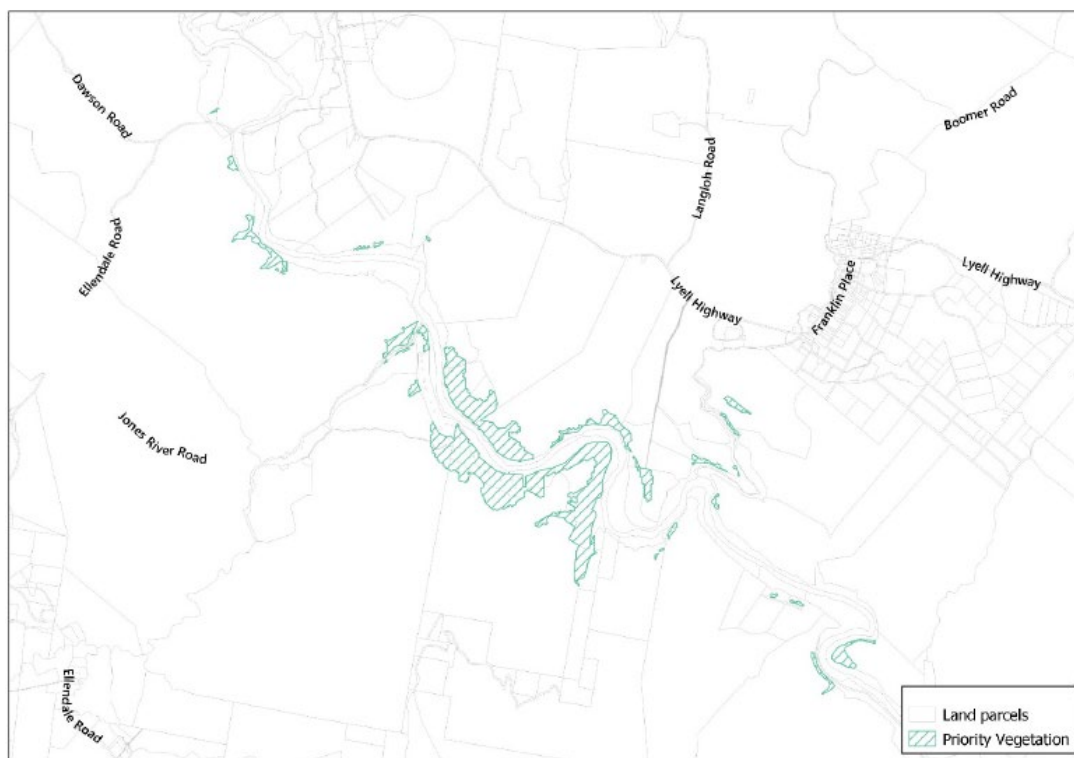 Dawson Road
Boomer Road
Langloh Road
Ellendale Road
Lyell Highway
Franklin Place
Lyell Highway
Jones River Road
Ellendale Road
Land parcels
Priority Vegetation